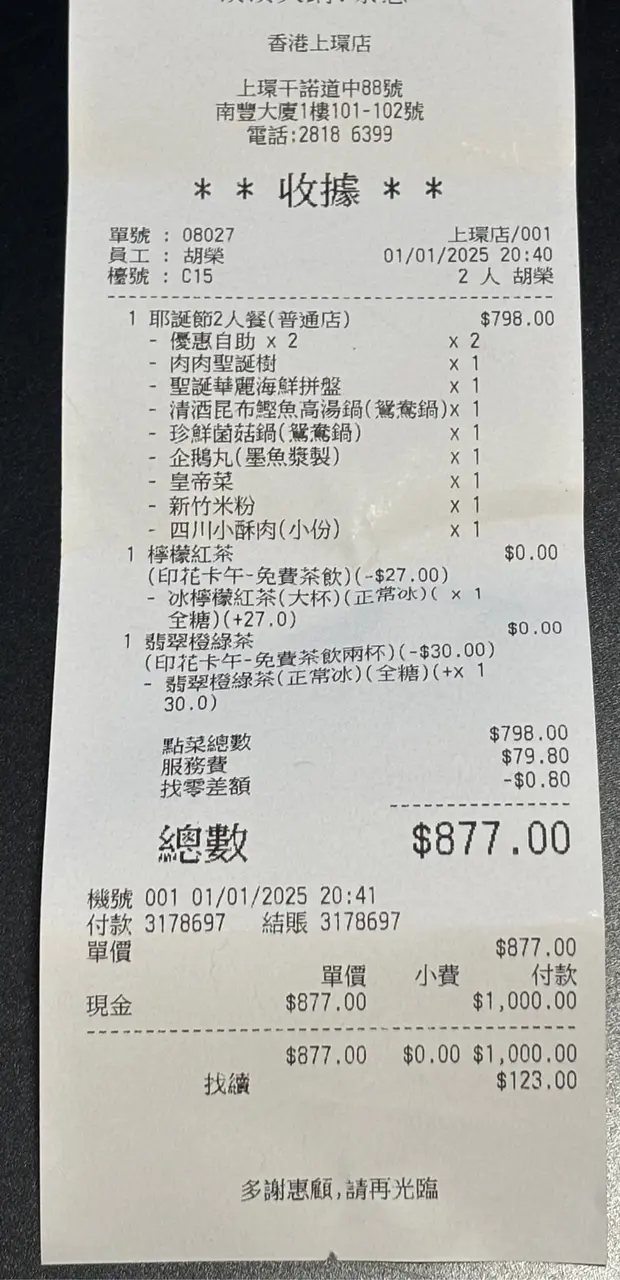 香港上環店
上環干諾道中88號
南豐大廈1樓101-102號
電話:2818 6399
* * 收據 * *
單號 : 08027 上環店/001
員工 : 胡榮 01/01/2025 20:40
檯號 : C15 2 人 胡榮
1 耶誕節2人餐(普通店) $798.00
- 優惠自助 x 2 x 2
- 肉肉聖誕樹 x 1
- 聖誕華麗海鮮拼盤 x 1
- 清酒昆布鰹魚高湯鍋(鴛鴦鍋)x 1
- 珍鮮菌菇鍋(鴛鴦鍋) x 1
- 企鵝丸(墨魚漿製) x 1
- 皇帝菜 x 1
- 新竹米粉 x 1
- 四川小酥肉(小份) x 1
1 檸檬紅茶 $0.00
(印花卡午-免費茶飲)(-$27.00)
- 冰檸檬紅茶(大杯)(正常冰)( x 1
全糖)(+27.0)
1 翡翠橙綠茶 $0.00
(印花卡午-免費茶飲兩杯)(-$30.00)
- 翡翠橙綠茶(正常冰)(全糖)(+x 1
30.0)
點菜總數 $798.00
服務費 $79.80
找零差額 -$0.80
總數 $877.00
機號 001 01/01/2025 20:41
付款 3178697 結賬 3178697
單價 $877.00
單價 小費 付款
現金 $877.00 $1,000.00
$877.00 $0.00 $1,000.00
找續 $123.00
多謝惠顧,請再光臨